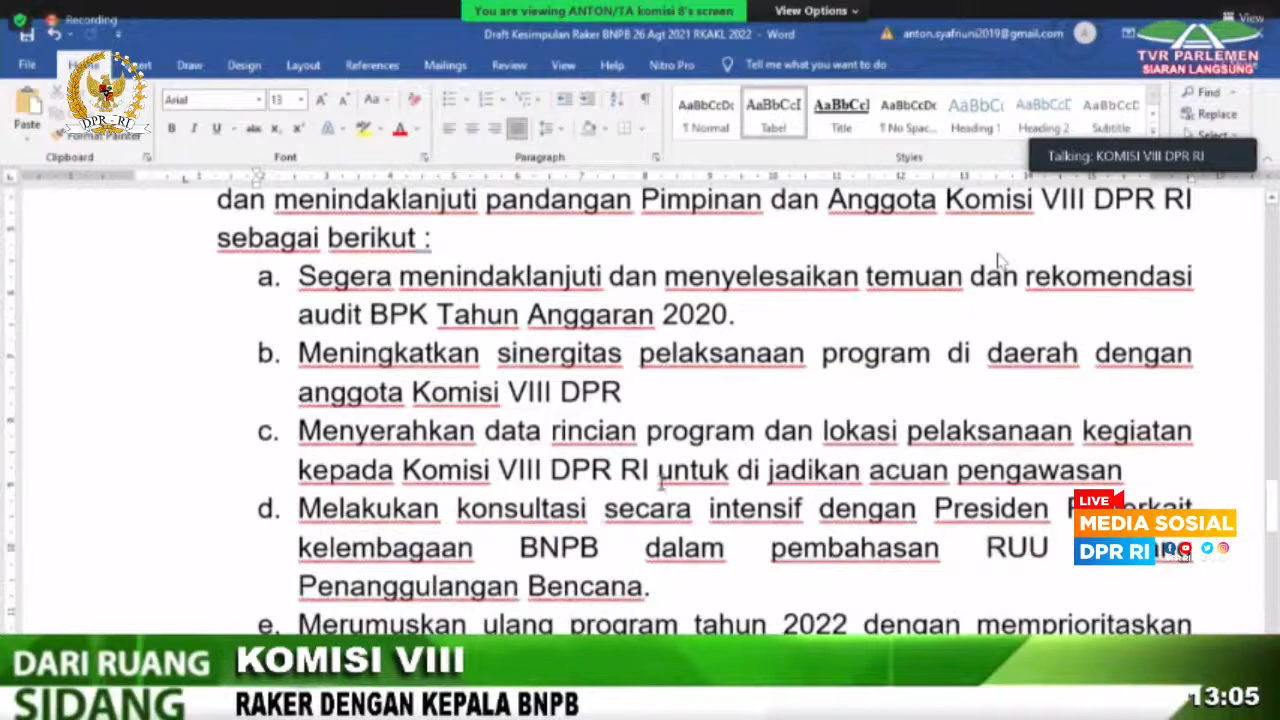 You are viewing ANTON/TA komisi 8's screen
View Options
Recording
View
Draft Kesimpulan Raker BNPB 26 Agt 2021 RKAKL 2022 - Word
anton.syafnuni2019@gmail.com
TVR PARLEMEN
SIARAN LANGSUNG
File
Draw
Design
Layout
References
Mailings
Review
View
Help
Nitro Pro
Tell me what you want to do
DPR - RI
Paste
Format Painter
Arial
13
AaBbCcDc
AaBbCcI
AaBbCcI
AaBbCcDc
AaBbC
AaBbCcD
AaBbCcD
¶ Normal
Tabel
Title
¶ No Spac...
Heading 1
Heading 2
Subtitle
Find
Replace
Select
Clipboard
Font
Paragraph
Styles
Talking: KOMISI VIII DPR RI
dan menindaklanjuti pandangan Pimpinan dan Anggota Komisi VIII DPR RI
sebagai berikut :
a. Segera menindaklanjuti dan menyelesaikan temuan dan rekomendasi
audit BPK Tahun Anggaran 2020.
b. Meningkatkan sinergitas pelaksanaan program di daerah dengan
anggota Komisi VIII DPR
c. Menyerahkan data rincian program dan lokasi pelaksanaan kegiatan
kepada Komisi VIII DPR RI untuk di jadikan acuan pengawasan
d. Melakukan konsultasi secara intensif dengan Presiden
kelembagaan BNPB dalam pembahasan RUU
Penanggulangan Bencana.
e. Merumuskan ulang program tahun 2022 dengan memprioritaskan
LIVE
MEDIA SOSIAL
DPR RI
DARI RUANG
SIDANG
KOMISI VIII
RAKER DENGAN KEPALA BNPB
13:05